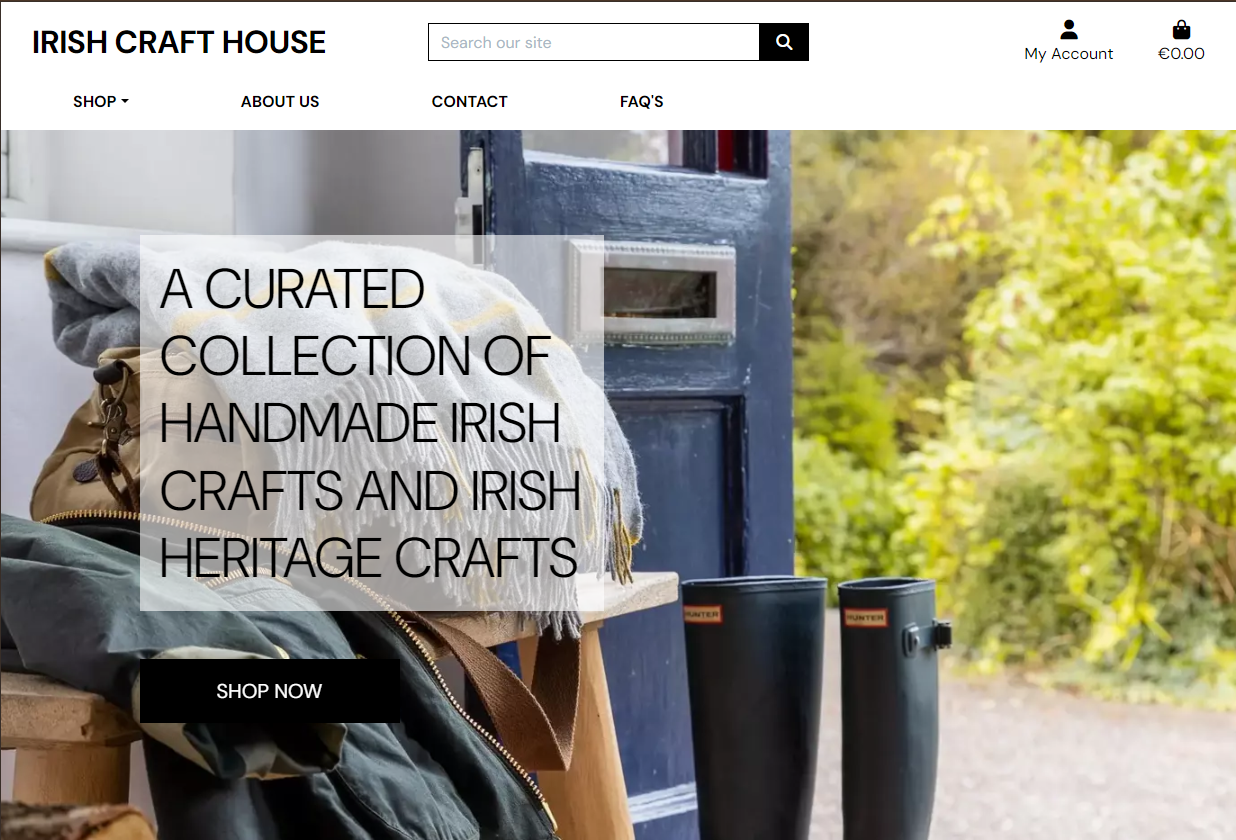 IRISH CRAFT HOUSE
Search our site
My Account
€0.00
SHOP
ABOUT US
CONTACT
FAQ'S
A CURATED
COLLECTION OF
HANDMADE IRISH
CRAFTS AND IRISH
HERITAGE CRAFTS
SHOP NOW
HUNTER
HUNTER